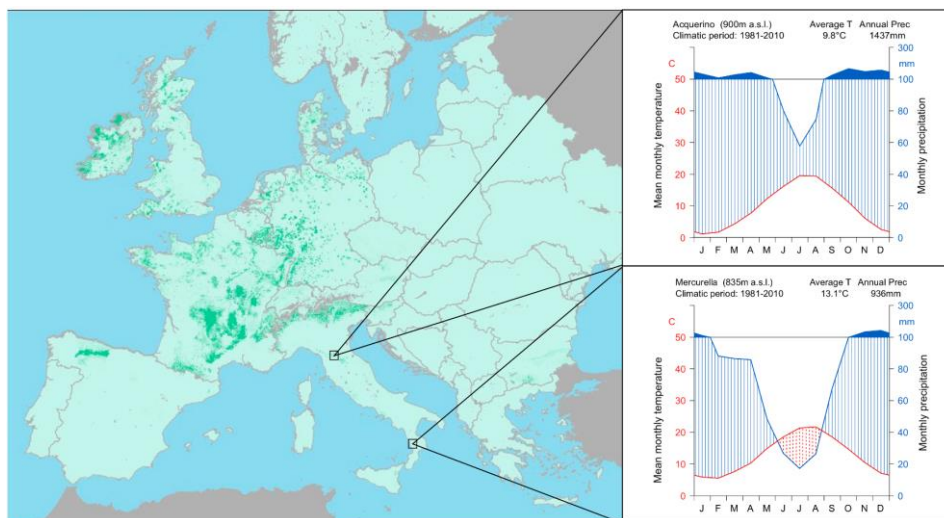 Acquerino (900m a.s.l.) Average T Annual Prec
Climatic period: 1981-2010 9.8°C 1437mm
300
C mm
50 100
40 80
30 60
20 40
10 20
0 0
Mean monthly temperature
Monthly precipitation
J F M A M J J A S O N D
Mercurella (835m a.s.l.) Average T Annual Prec
Climatic period: 1981-2010 13.1°C 936mm
300
C mm
50 100
40 80
30 60
20 40
10 20
0 0
Mean monthly temperature
Monthly precipitation
J F M A M J J A S O N D